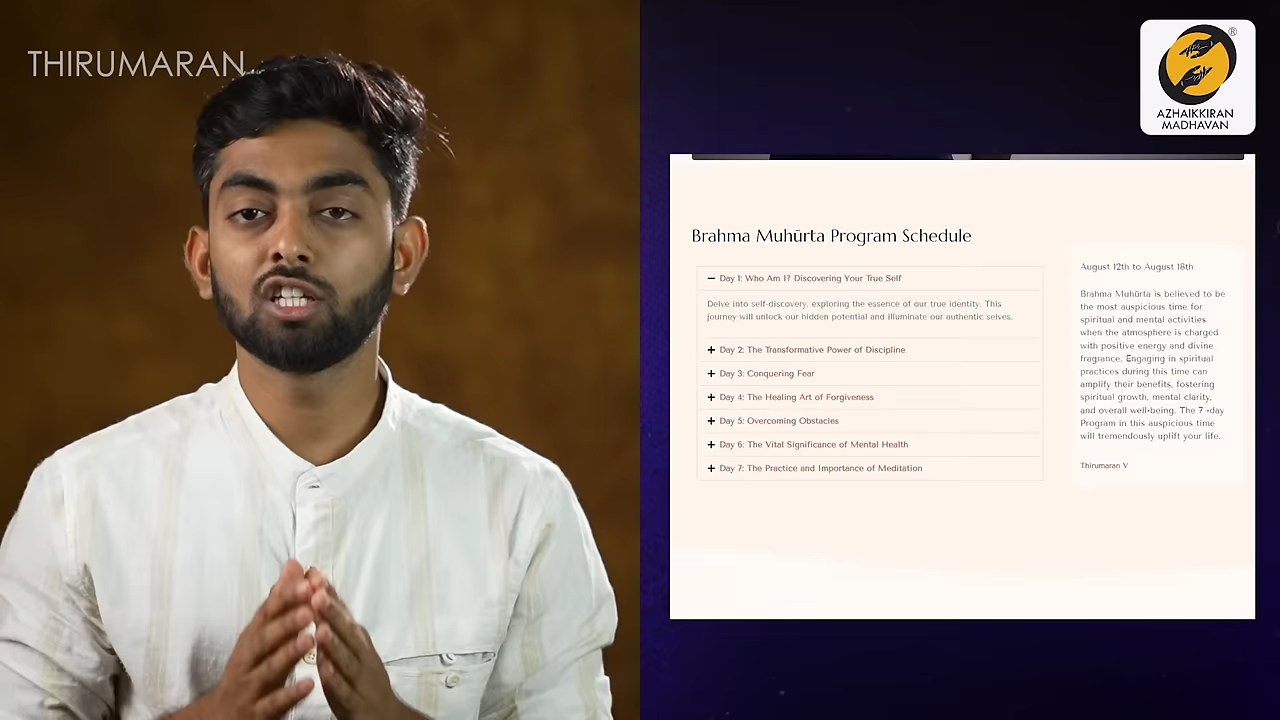 THIRUMARAN
®
AZHAIKKIRAN
MADHAVAN
Brahma Muhūrta Program Schedule
− Day 1: Who Am I? Discovering Your True Self
Delve into self-discovery, exploring the essence of our true identity. This
journey will unlock our hidden potential and illuminate our authentic selves.
+ Day 2: The Transformative Power of Discipline
+ Day 3: Conquering Fear
+ Day 4: The Healing Art of Forgiveness
+ Day 5: Overcoming Obstacles
+ Day 6: The Vital Significance of Mental Health
+ Day 7: The Practice and Importance of Meditation
August 12th to August 18th
Brahma Muhūrta is believed to be
the most auspicious time for
spiritual and mental activities
when the atmosphere is charged
with positive energy and divine
fragrance. Engaging in spiritual
practices during this time can
amplify their benefits, fostering
spiritual growth, mental clarity,
and overall well-being. The 7 -day
Program in this auspicious time
will tremendously uplift your life.
Thirumaran V